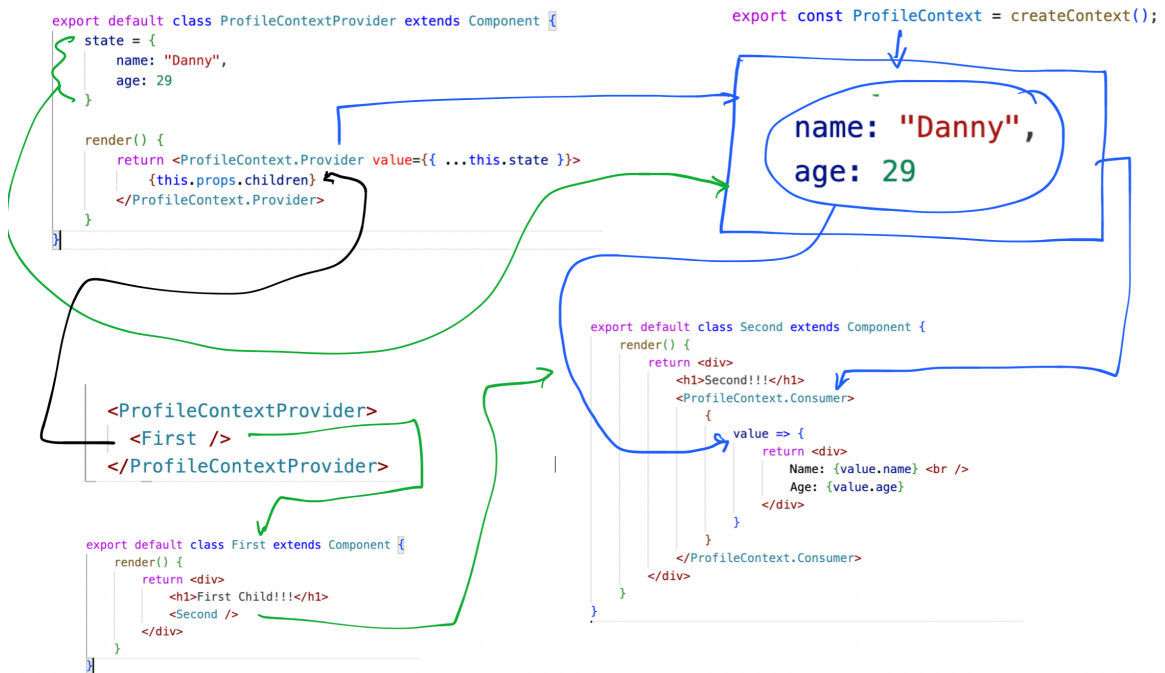 export default class ProfileContextProvider extends Component {
state = {
name: "Danny",
age: 29
}
render() {
return <ProfileContext.Provider value={{ ...this.state }}>
{this.props.children}
</ProfileContext.Provider>
}
}
export const ProfileContext = createContext();
name: "Danny",
age: 29
<ProfileContextProvider>
<First />
</ProfileContextProvider>
export default class First extends Component {
render() {
return <div>
<h1>First Child!!!</h1>
<Second />
</div>
}
}
export default class Second extends Component {
render() {
return <div>
<h1>Second!!!</h1>
<ProfileContext.Consumer>
{
value => {
return <div>
Name: {value.name} <br />
Age: {value.age}
</div>
}
}
</ProfileContext.Consumer>
</div>
}
}